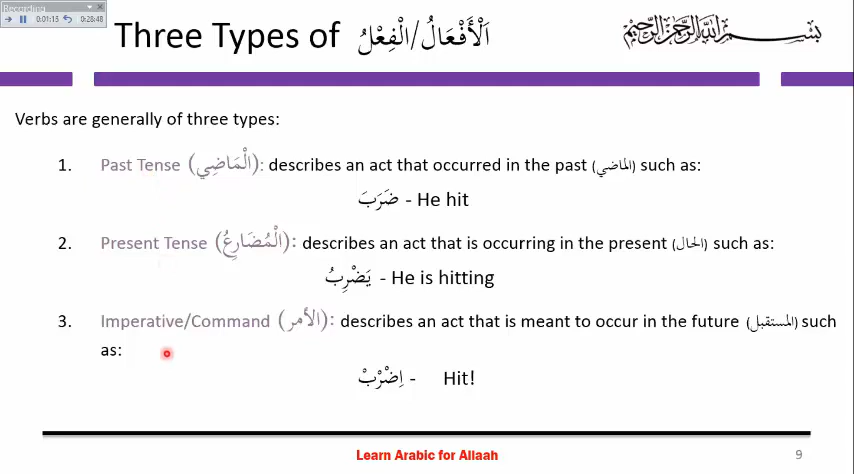 Recording
0:01:15 0:28:48
Three Types of اَلْأَفْعَالُ/الْفِعْلُ
بِسْمِ اللَّهِ الرَّحْمَٰنِ الرَّحِيمِ
Verbs are generally of three types:
1. Past Tense (الْمَاضِي): describes an act that occurred in the past (الماضي) such as:
ضَرَبَ - He hit
2. Present Tense (الْمُضَارِعُ): describes an act that is occurring in the present (الحال) such as:
يَضْرِبُ - He is hitting
3. Imperative/Command (الأمر): describes an act that is meant to occur in the future (المستقبل) such
as:
اِضْرِبْ - Hit!
Learn Arabic for Allaah
9